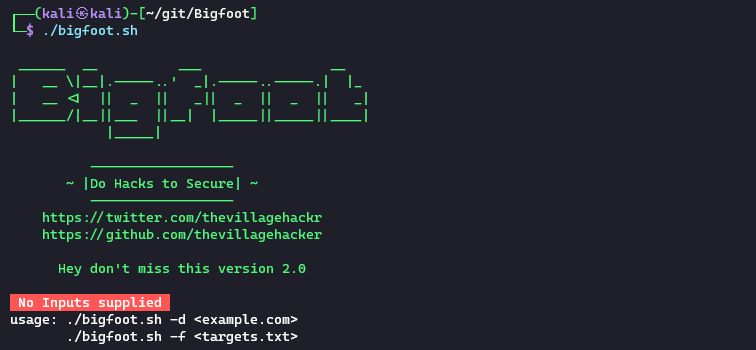 ┌──(kali㉿kali)-[~/git/Bigfoot]
└─$ ./bigfoot.sh
Bigfoot
~ |Do Hacks to Secure| ~
https://twitter.com/thevillagehackr
https://github.com/thevillagehacker
Hey don't miss this version 2.0
No Inputs supplied
usage: ./bigfoot.sh -d <example.com>
./bigfoot.sh -f <targets.txt>